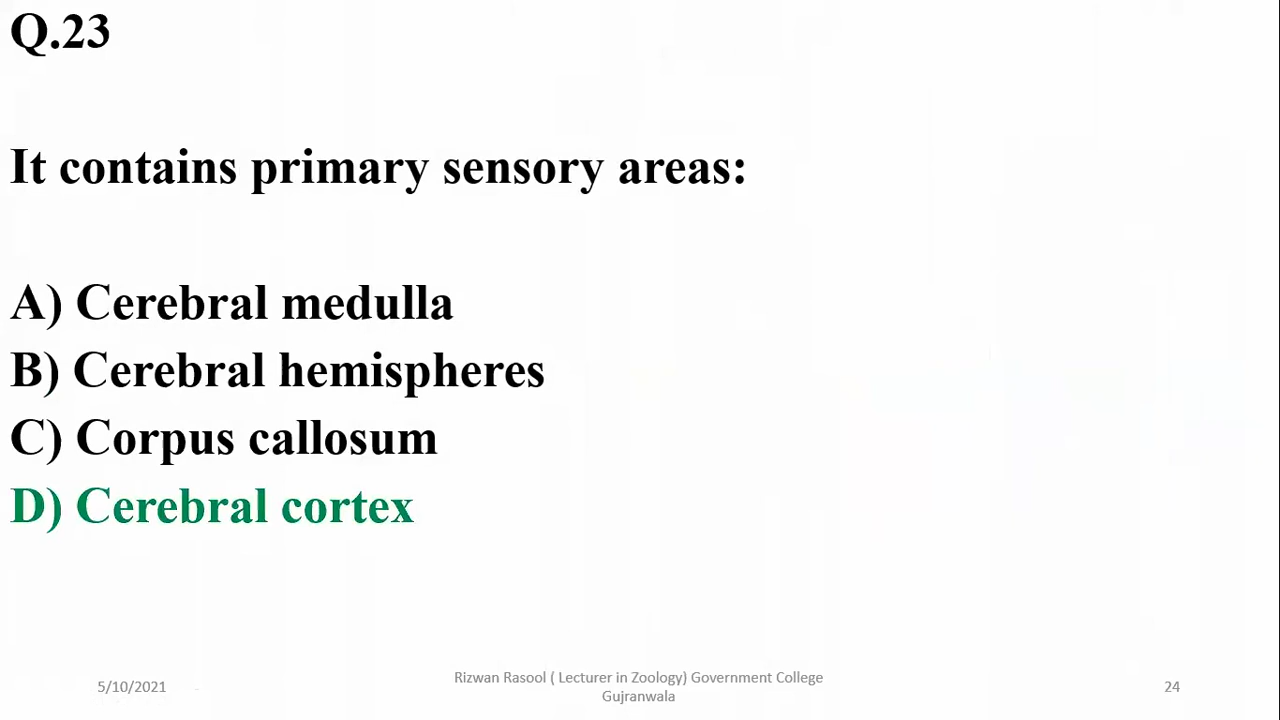 Q.23
It contains primary sensory areas:
A) Cerebral medulla
B) Cerebral hemispheres
C) Corpus callosum
D) Cerebral cortex
5/10/2021
Rizwan Rasool ( Lecturer in Zoology) Government College
Gujranwala
24